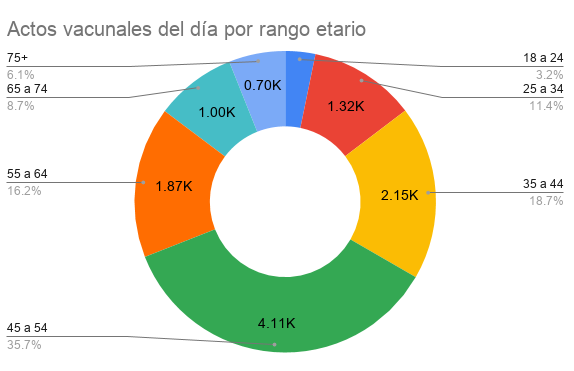 Actos vacunales del día por rango etario
75+
6.1%
65 a 74
8.7%
55 a 64
16.2%
45 a 54
35.7%
18 a 24
3.2%
25 a 34
11.4%
35 a 44
18.7%
0.70K
1.00K
1.32K
1.87K
2.15K
4.11K